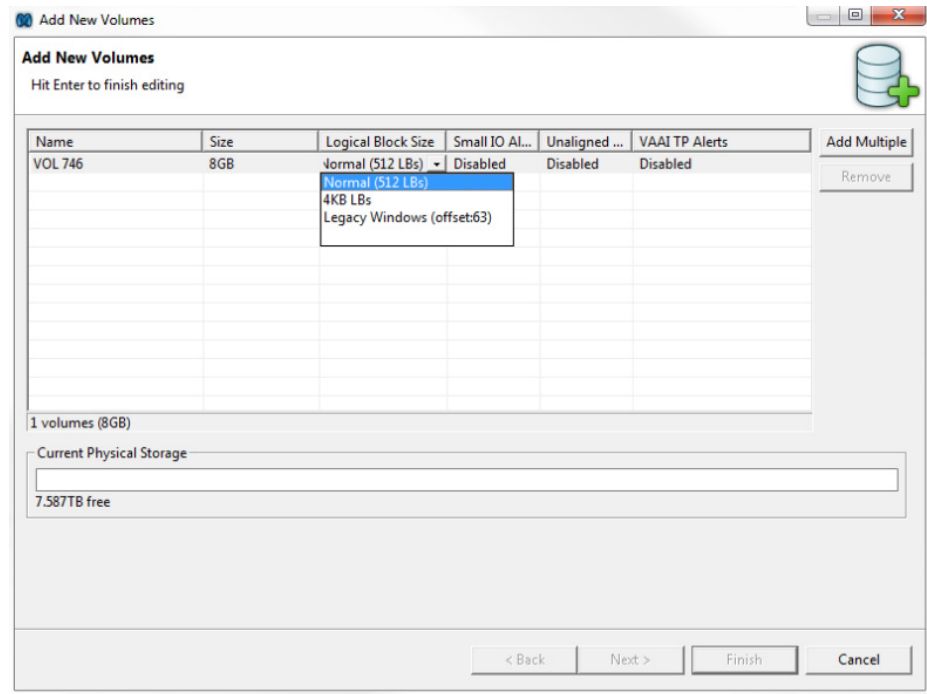 Add New Volumes
Add New Volumes
Hit Enter to finish editing
Name Size Logical Block Size Small IO Al... Unaligned ... VAAI TP Alerts Add Multiple
VOL 746 8GB Normal (512 LBs) Disabled Disabled Disabled Remove
Normal (512 LBs)
4KB LBs
Legacy Windows (offset:63)
1 volumes (8GB)
Current Physical Storage
7.587TB free
< Back Next > Finish Cancel